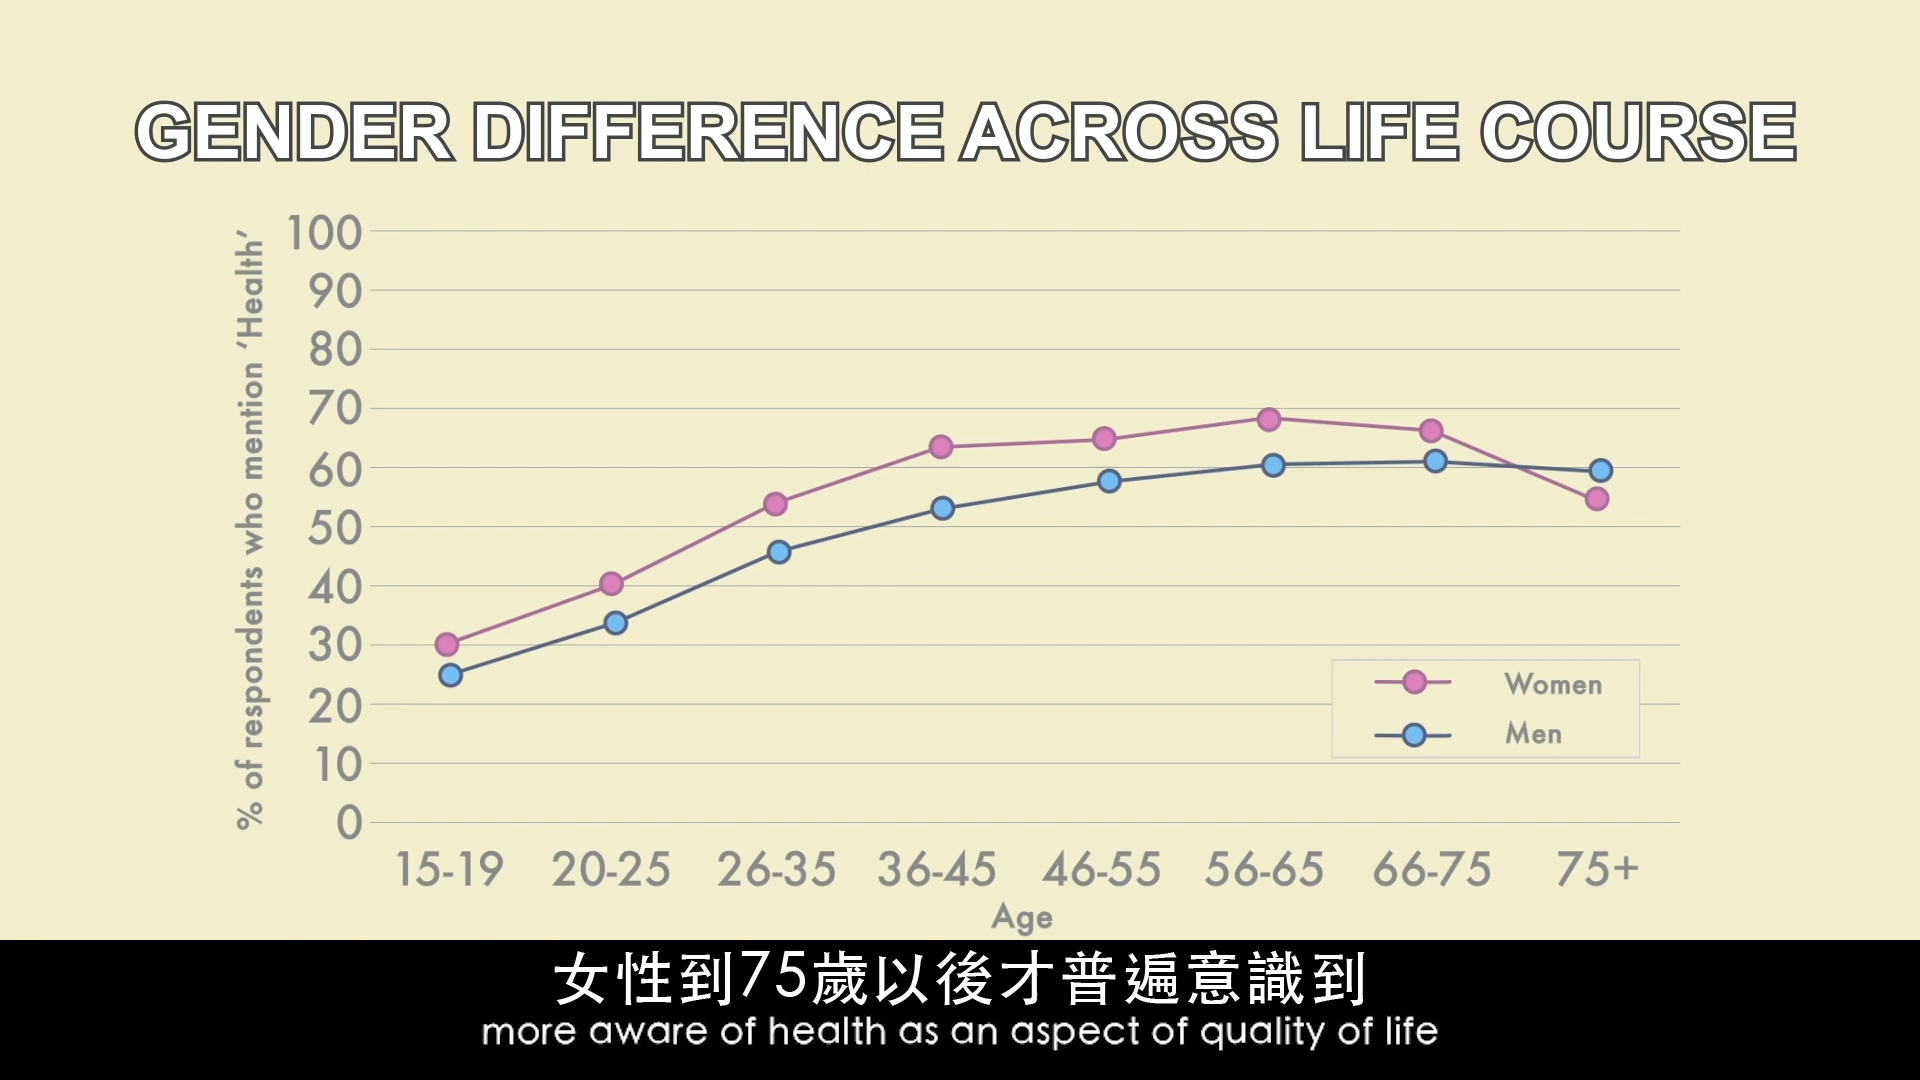 GENDER DIFFERENCE ACROSS LIFE COURSE
% of respondents who mention ‘Health’
100
90
80
70
60
50
40
30
20
10
0
15-19 20-25 26-35 36-45 46-55 56-65 66-75 75+
Age
Women
Men
女性到75歲以後才普遍意識到
more aware of health as an aspect of quality of life